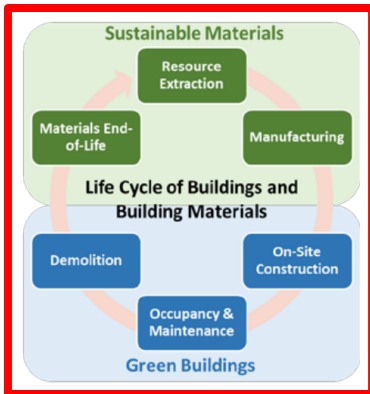 Sustainable Materials
Resource
Extraction
Materials End-
of-Life
Manufacturing
Life Cycle of Buildings and
Building Materials
Demolition
On-Site
Construction
Occupancy &
Maintenance
Green Buildings